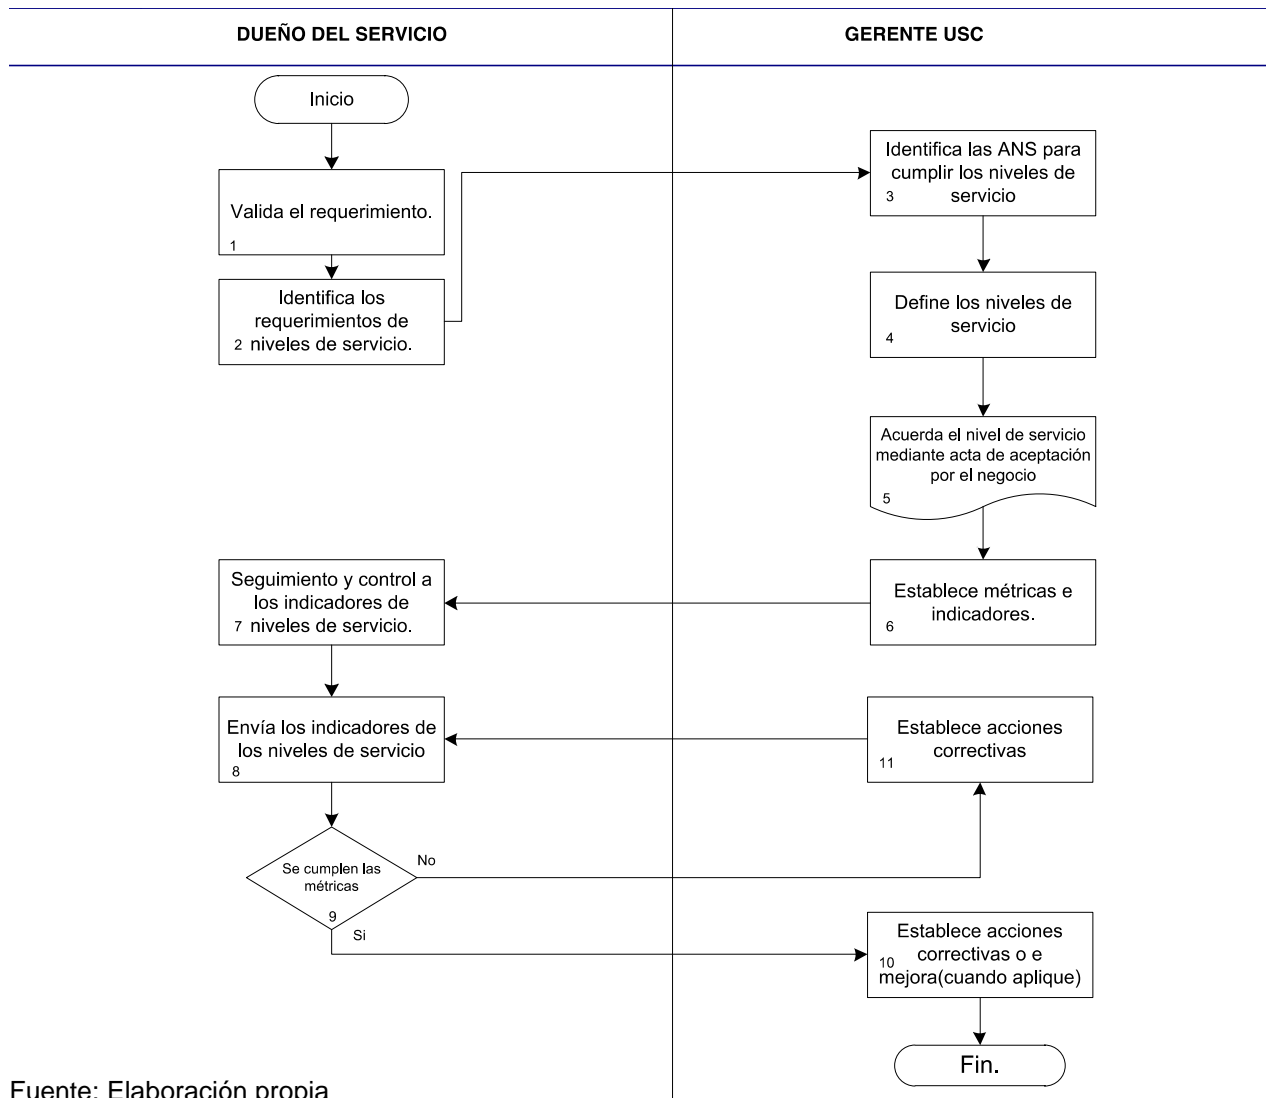 DUEÑO DEL SERVICIO
GERENTE USC
Inicio
Valida el requerimiento.
1
Identifica los
requerimientos de
2 niveles de servicio.
Identifica las ANS para
cumplir los niveles de
3 servicio
Define los niveles de
servicio
4
Acuerda el nivel de servicio
mediante acta de aceptación
por el negocio
5
Establece métricas e
indicadores.
6
Seguimiento y control a
los indicadores de
7 niveles de servicio.
Envía los indicadores de
los niveles de servicio
8
Se cumplen las
métricas
9
No
Si
Establece acciones
correctivas
11
Establece acciones
10 correctivas o e
mejora(cuando aplique)
Fin.
Fuente: Elaboración propia